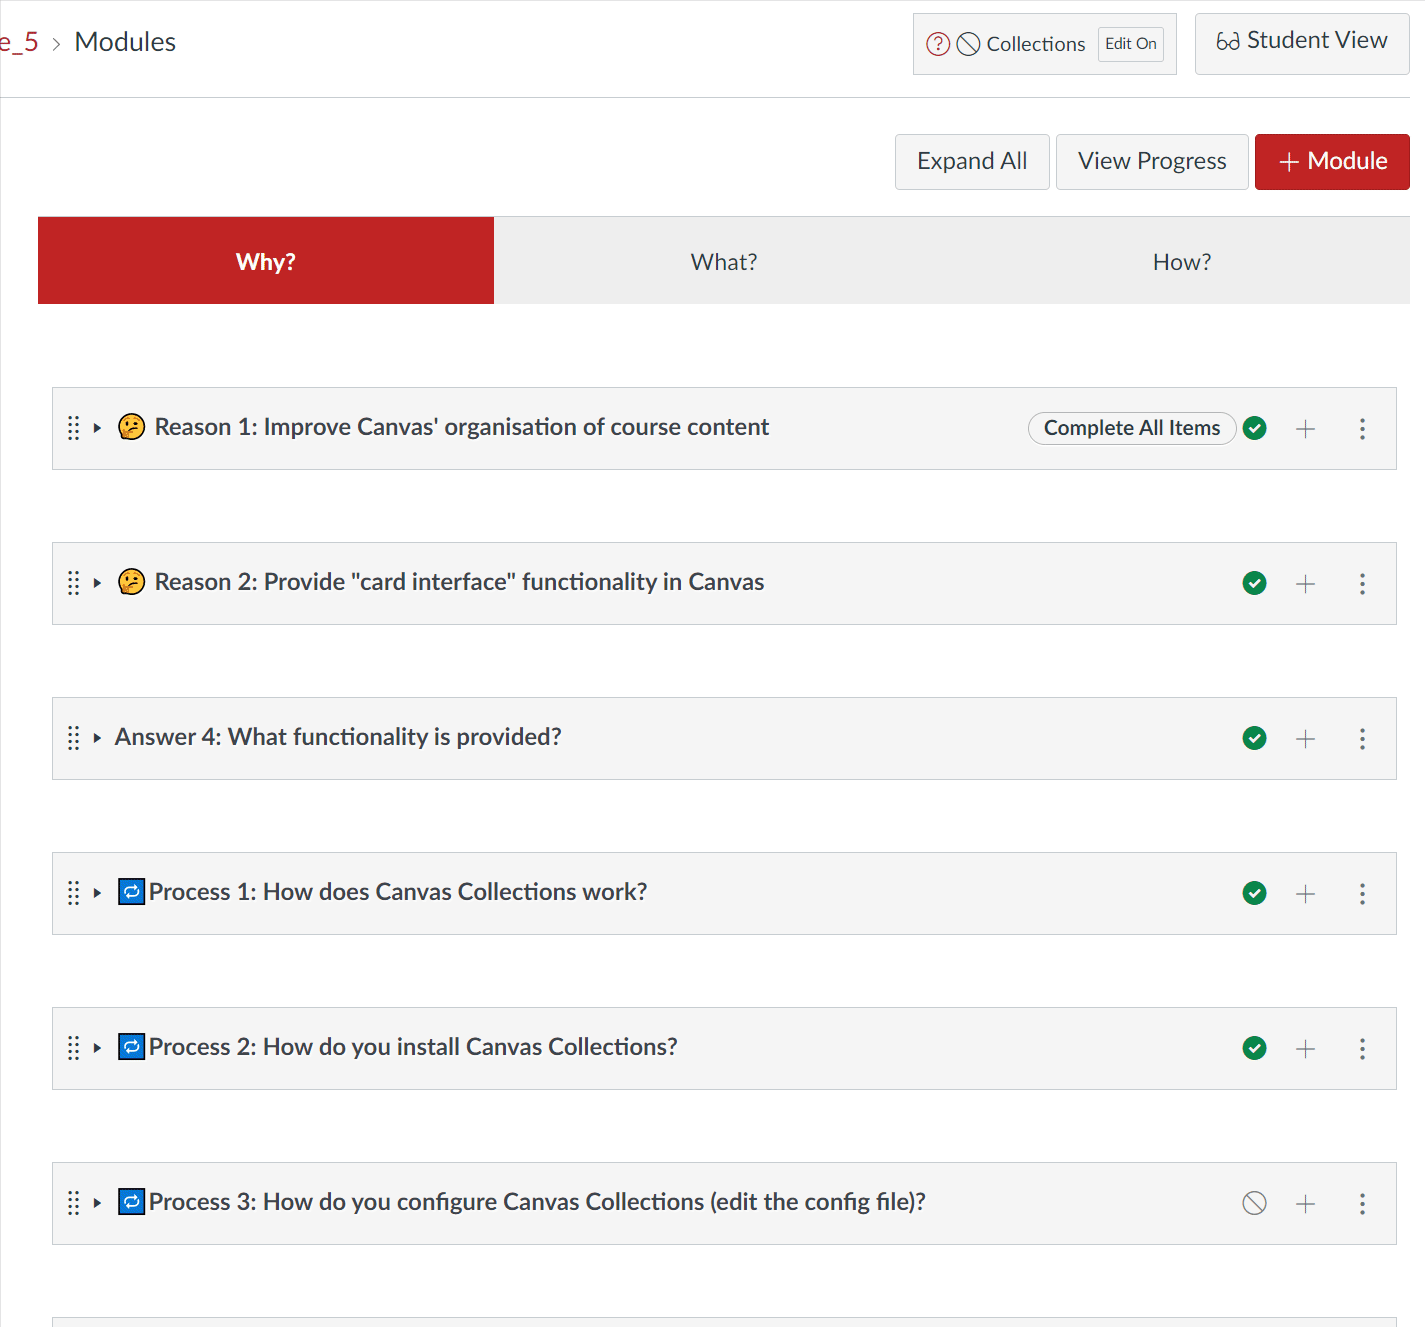 e_5 > Modules
? Collections Edit On
Student View
Expand All
View Progress
+ Module
Why?
What?
How?
Reason 1: Improve Canvas' organisation of course content
Complete All Items
Reason 2: Provide "card interface" functionality in Canvas
Answer 4: What functionality is provided?
Process 1: How does Canvas Collections work?
Process 2: How do you install Canvas Collections?
Process 3: How do you configure Canvas Collections (edit the config file)?